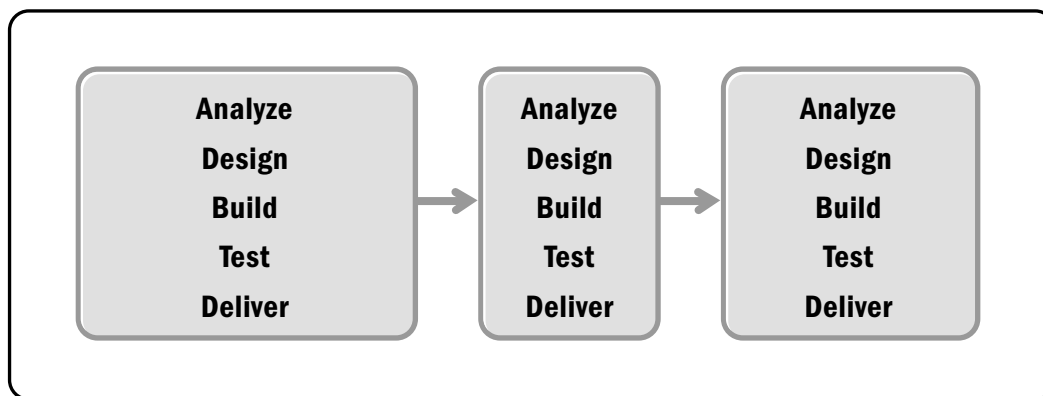 Analyze
Design
Build
Test
Deliver
Analyze
Design
Build
Test
Deliver
Analyze
Design
Build
Test
Deliver